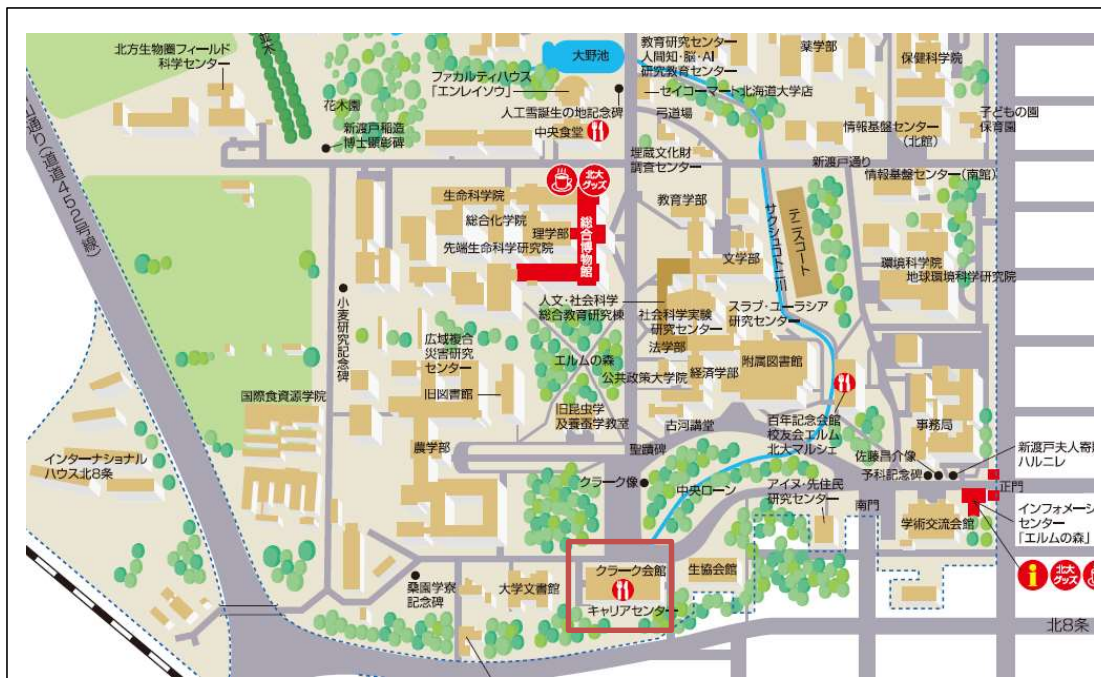 北方生物圏フィールド
科学センター
並木
花木園
新渡戸稲造
博士顕彰碑
ファカルティハウス
「エンレイソウ」
大野池
人工雪誕生の地記念碑
中央食堂
教育研究センター
人間知・脳・AI
研究教育センター
セイコーマート北海道大学店
弓道場
薬学部
保健科学院
子どもの園
保育園
情報基盤センター
(北館)
埋蔵文化財
調査センター
新渡戸通り
情報基盤センター(南館)
通り(道道452号線)
生命科学院
総合化学院
理学部
先端生命科学研究院
北大
グッズ
総合博物館
教育学部
文学部
サクシュコトニ川
テニスコート
環境科学院
地球環境科学研究院
小麦研究記念碑
人文・社会科学
総合教育研究棟
社会科学実験
研究センター
スラブ・ユーラシア
研究センター
広域複合
災害研究
センター
エルムの森
法学部
附属図書館
公共政策大学院
経済学部
国際食資源学院
旧図書館
旧昆虫学
及養蚕学教室
古河講堂
百年記念会館
校友会エルム
北大マルシェ
事務局
農学部
聖蹟碑
佐藤昌介像
新渡戸夫人寄
ハルニレ
インターナショナル
ハウス北8条
クラーク像
中央ローン
アイヌ・先住民
研究センター
予科記念碑
南門
正門
学術交流会館
インフォメーシ
センター
「エルムの森」
i
北大
グッズ
桑園学寮
記念碑
大学文書館
クラーク会館
キャリアセンター
生協会館
北8条